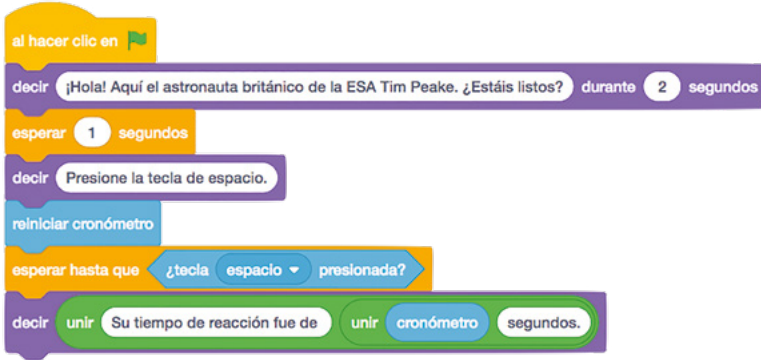 al hacer clic en
decir ¡Hola! Aquí el astronauta británico de la ESA Tim Peake. ¿Estáis listos? durante 2 segundos
esperar 1 segundos
decir Presione la tecla de espacio.
reiniciar cronómetro
esperar hasta que ¿tecla espacio presionada?
decir unir Su tiempo de reacción fue de unir cronómetro segundos.